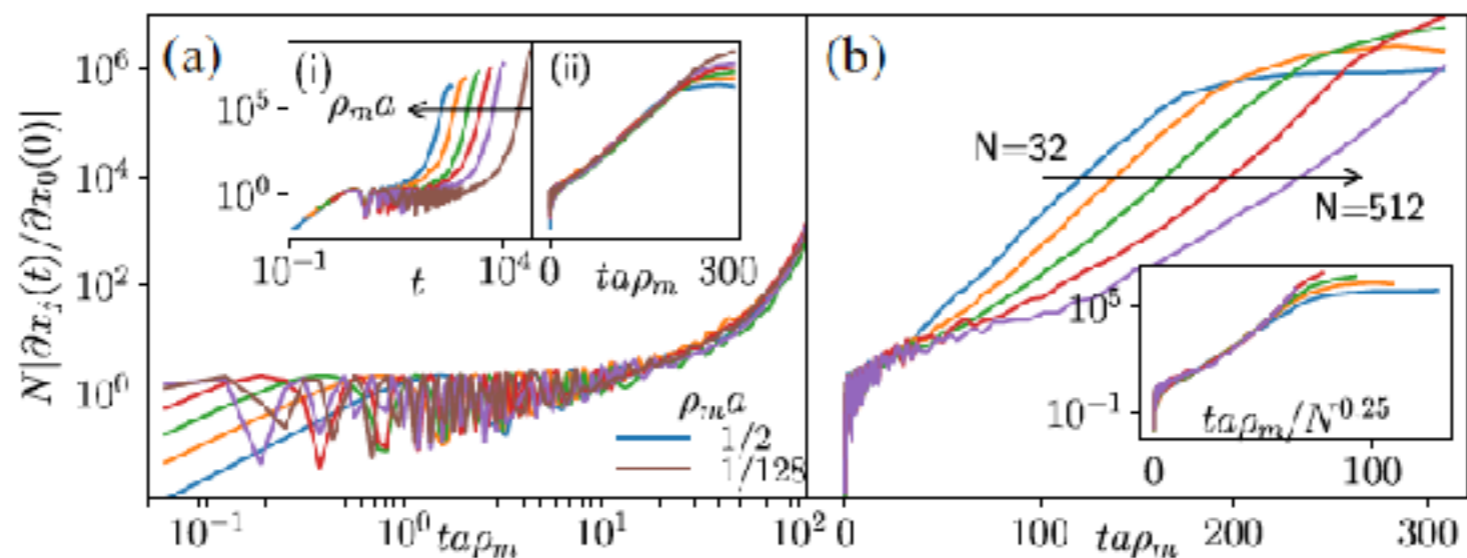 N|∂x_i(t)/∂x_0(0)|
10^6
10^4
10^2
10^0
(a)
(i)
ρ_m a
10^5
10^0
10^{-1}
t
10^4
(ii)
0
taρ_m
300
ρ_m a
1/2
1/128
10^{-1}
10^0
taρ_m
10^1
10^2
(b)
N=32
N=512
10^5
10^{-1}
taρ_m/N^{0.25}
0
100
0
100
taρ_m
200
300